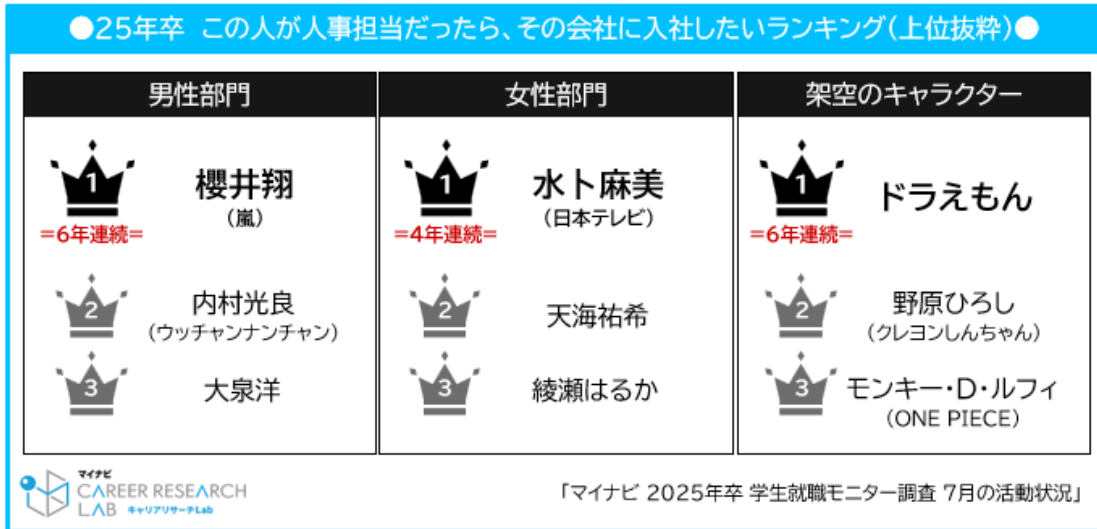 ●25年卒 この人が人事担当だったら、その会社に入社したいランキング(上位抜粋)●
男性部門
1
=6年連続=
櫻井翔
(嵐)
2
内村光良
(ウッチャンナンチャン)
3
大泉洋
女性部門
1
=4年連続=
水卜麻美
(日本テレビ)
2
天海祐希
3
綾瀬はるか
架空のキャラクター
1
=6年連続=
ドラえもん
2
野原ひろし
(クレヨンしんちゃん)
3
モンキー・D・ルフィ
(ONE PIECE)
マイナビ
CAREER RESEARCH
LAB キャリアリサーチLab
「マイナビ 2025年卒 学生就職モニター調査 7月の活動状況」